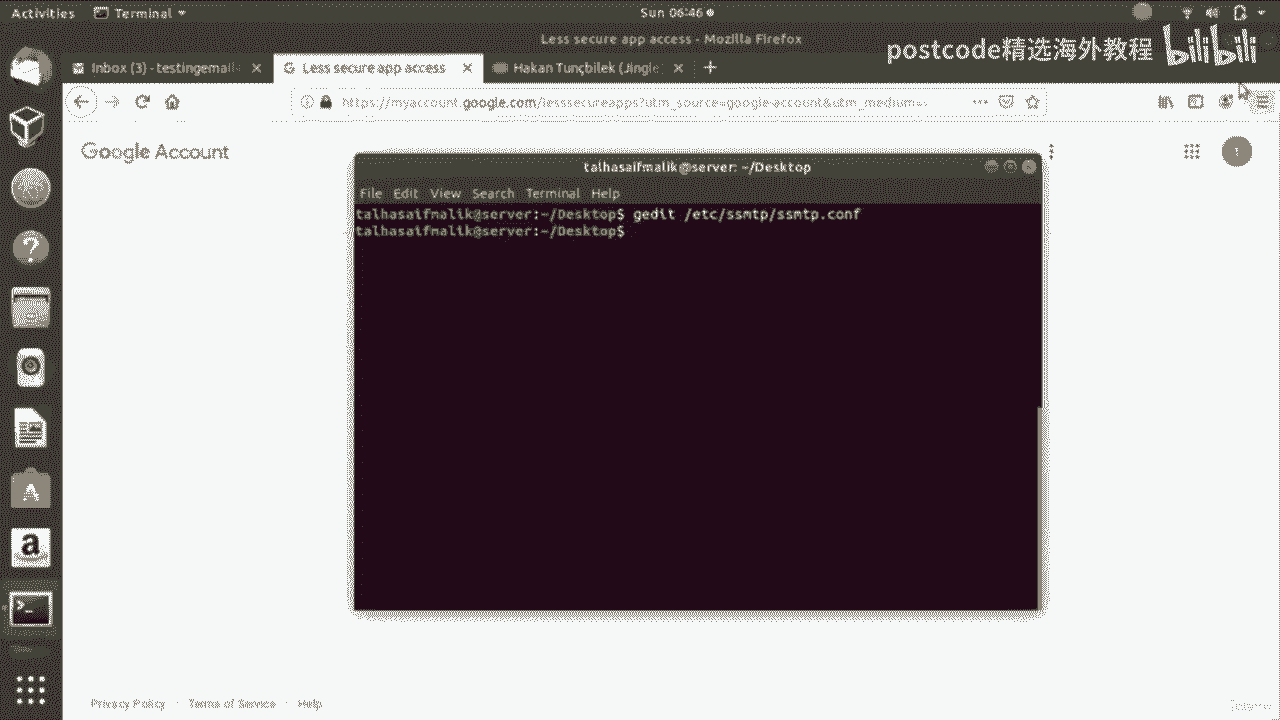 Activities
Terminal
Sun 06:46
Less secure app access - Mozilla Firefox
postcode精选海外教程
bilibili
Inbox (3) - testingemail
Less secure app access
Hakan Tunçbilek (Jingle
https://myaccount.google.com/lesssecureapps?utm_source=google-account&utm_medium=
Google Account
talhasaifmalik@server: ~/Desktop
File Edit View Search Terminal Help
talhasaifmalik@server:~/Desktop$ gedit /etc/ssmtp/ssmtp.conf
talhasaifmalik@server:~/Desktop$
Privacy Policy · Terms of Service · Help